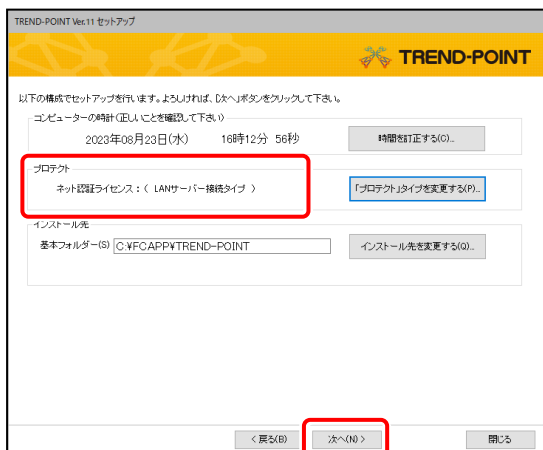 TREND-POINT Ver.11 セットアップ
TREND-POINT
以下の構成でセットアップを行います。よろしければ、[次へ]ボタンをクリックして下さい。
コンピューターの時計(正しいことを確認して下さい)
2023年08月23日(水) 16時12分 56秒 時間を訂正する(C)...
プロテクト
ネット認証ライセンス：( LANサーバー接続タイプ ) 「プロテクト」タイプを変更する(P)...
インストール先
基本フォルダー(S) C:¥FCAPP¥TREND-POINT インストール先を変更する(Q)...
< 戻る(B) 次へ(N) > 閉じる